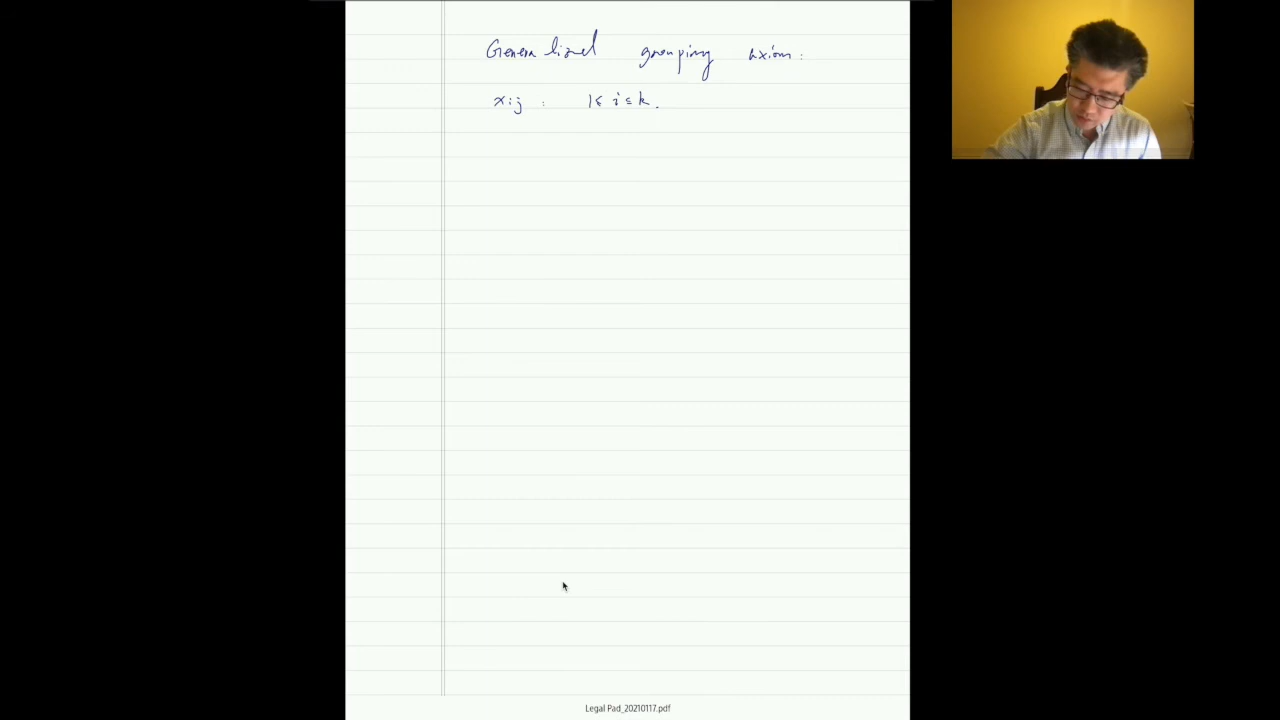 Generalized grouping axiom:
xij : 1 ≤ i ≤ k.
Legal Pad_20210117.pdf